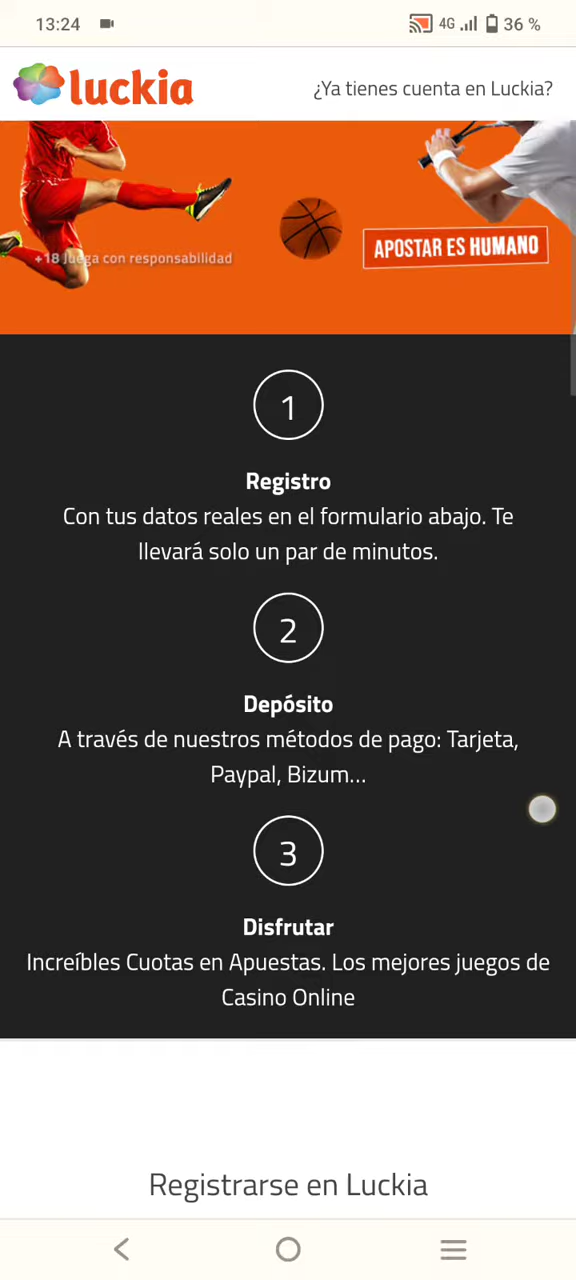 13:24
4G
36 %
luckia
¿Ya tienes cuenta en Luckia?
APOSTAR ES HUMANO
+18 Juega con responsabilidad
1
Registro
Con tus datos reales en el formulario abajo. Te
llevará solo un par de minutos.
2
Depósito
A través de nuestros métodos de pago: Tarjeta,
Paypal, Bizum...
3
Disfrutar
Increíbles Cuotas en Apuestas. Los mejores juegos de
Casino Online
Registrarse en Luckia